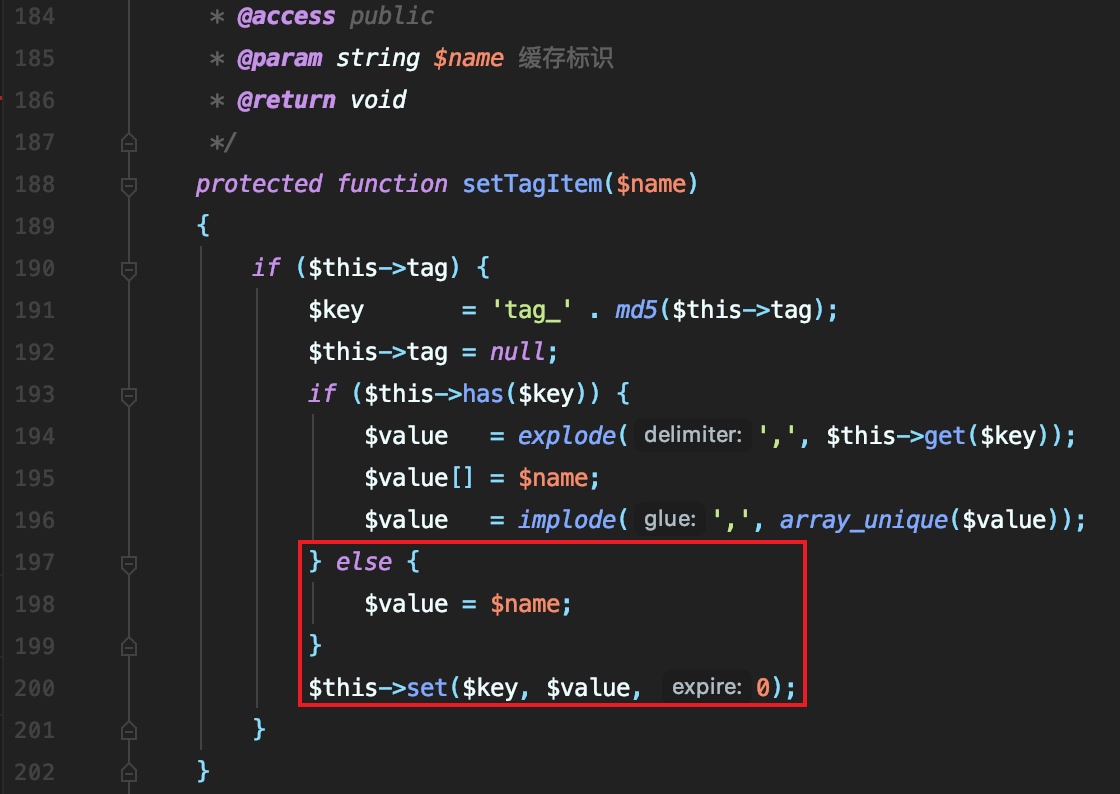 184 * @access public
185 * @param string $name 缓存标识
186 * @return void
187 */
188 protected function setTagItem($name)
189 {
190 if ($this->tag) {
191 $key = 'tag_' . md5($this->tag);
192 $this->tag = null;
193 if ($this->has($key)) {
194 $value = explode( delimiter: ',', $this->get($key));
195 $value[] = $name;
196 $value = implode( glue: ',', array_unique($value));
197 } else {
198 $value = $name;
199 }
200 $this->set($key, $value, expire: 0);
201 }
202 }